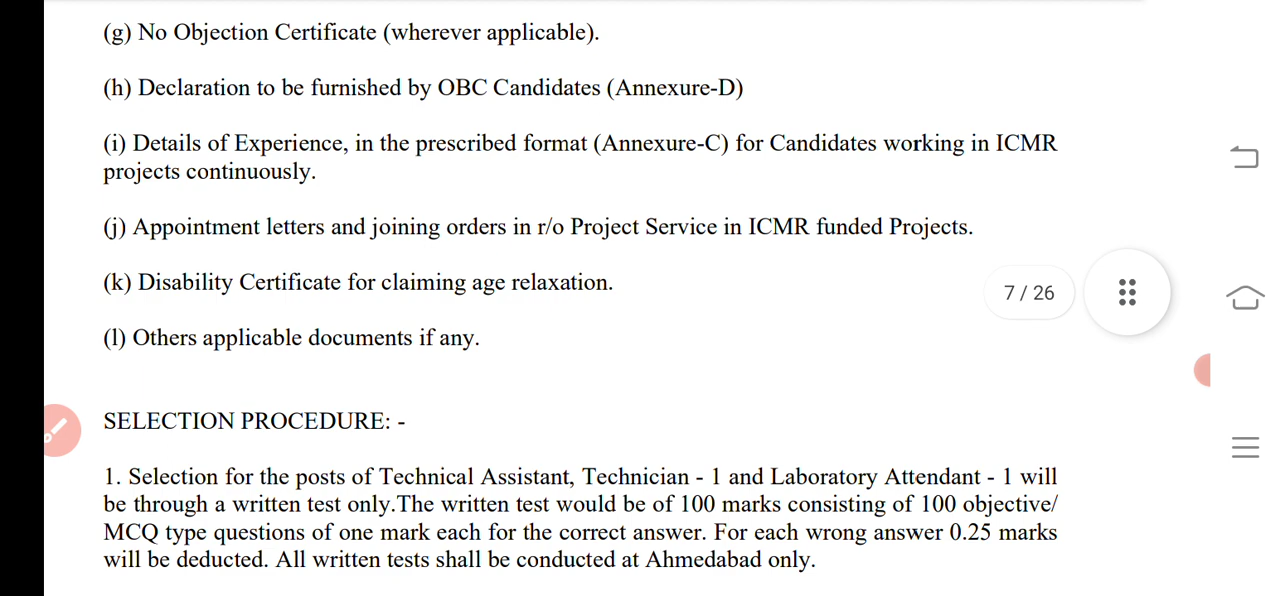 (g) No Objection Certificate (wherever applicable).
(h) Declaration to be furnished by OBC Candidates (Annexure-D)
(i) Details of Experience, in the prescribed format (Annexure-C) for Candidates working in ICMR
projects continuously.
(j) Appointment letters and joining orders in r/o Project Service in ICMR funded Projects.
(k) Disability Certificate for claiming age relaxation.
7 / 26
(l) Others applicable documents if any.
SELECTION PROCEDURE: -
1. Selection for the posts of Technical Assistant, Technician - 1 and Laboratory Attendant - 1 will
be through a written test only.The written test would be of 100 marks consisting of 100 objective/
MCQ type questions of one mark each for the correct answer. For each wrong answer 0.25 marks
will be deducted. All written tests shall be conducted at Ahmedabad only.